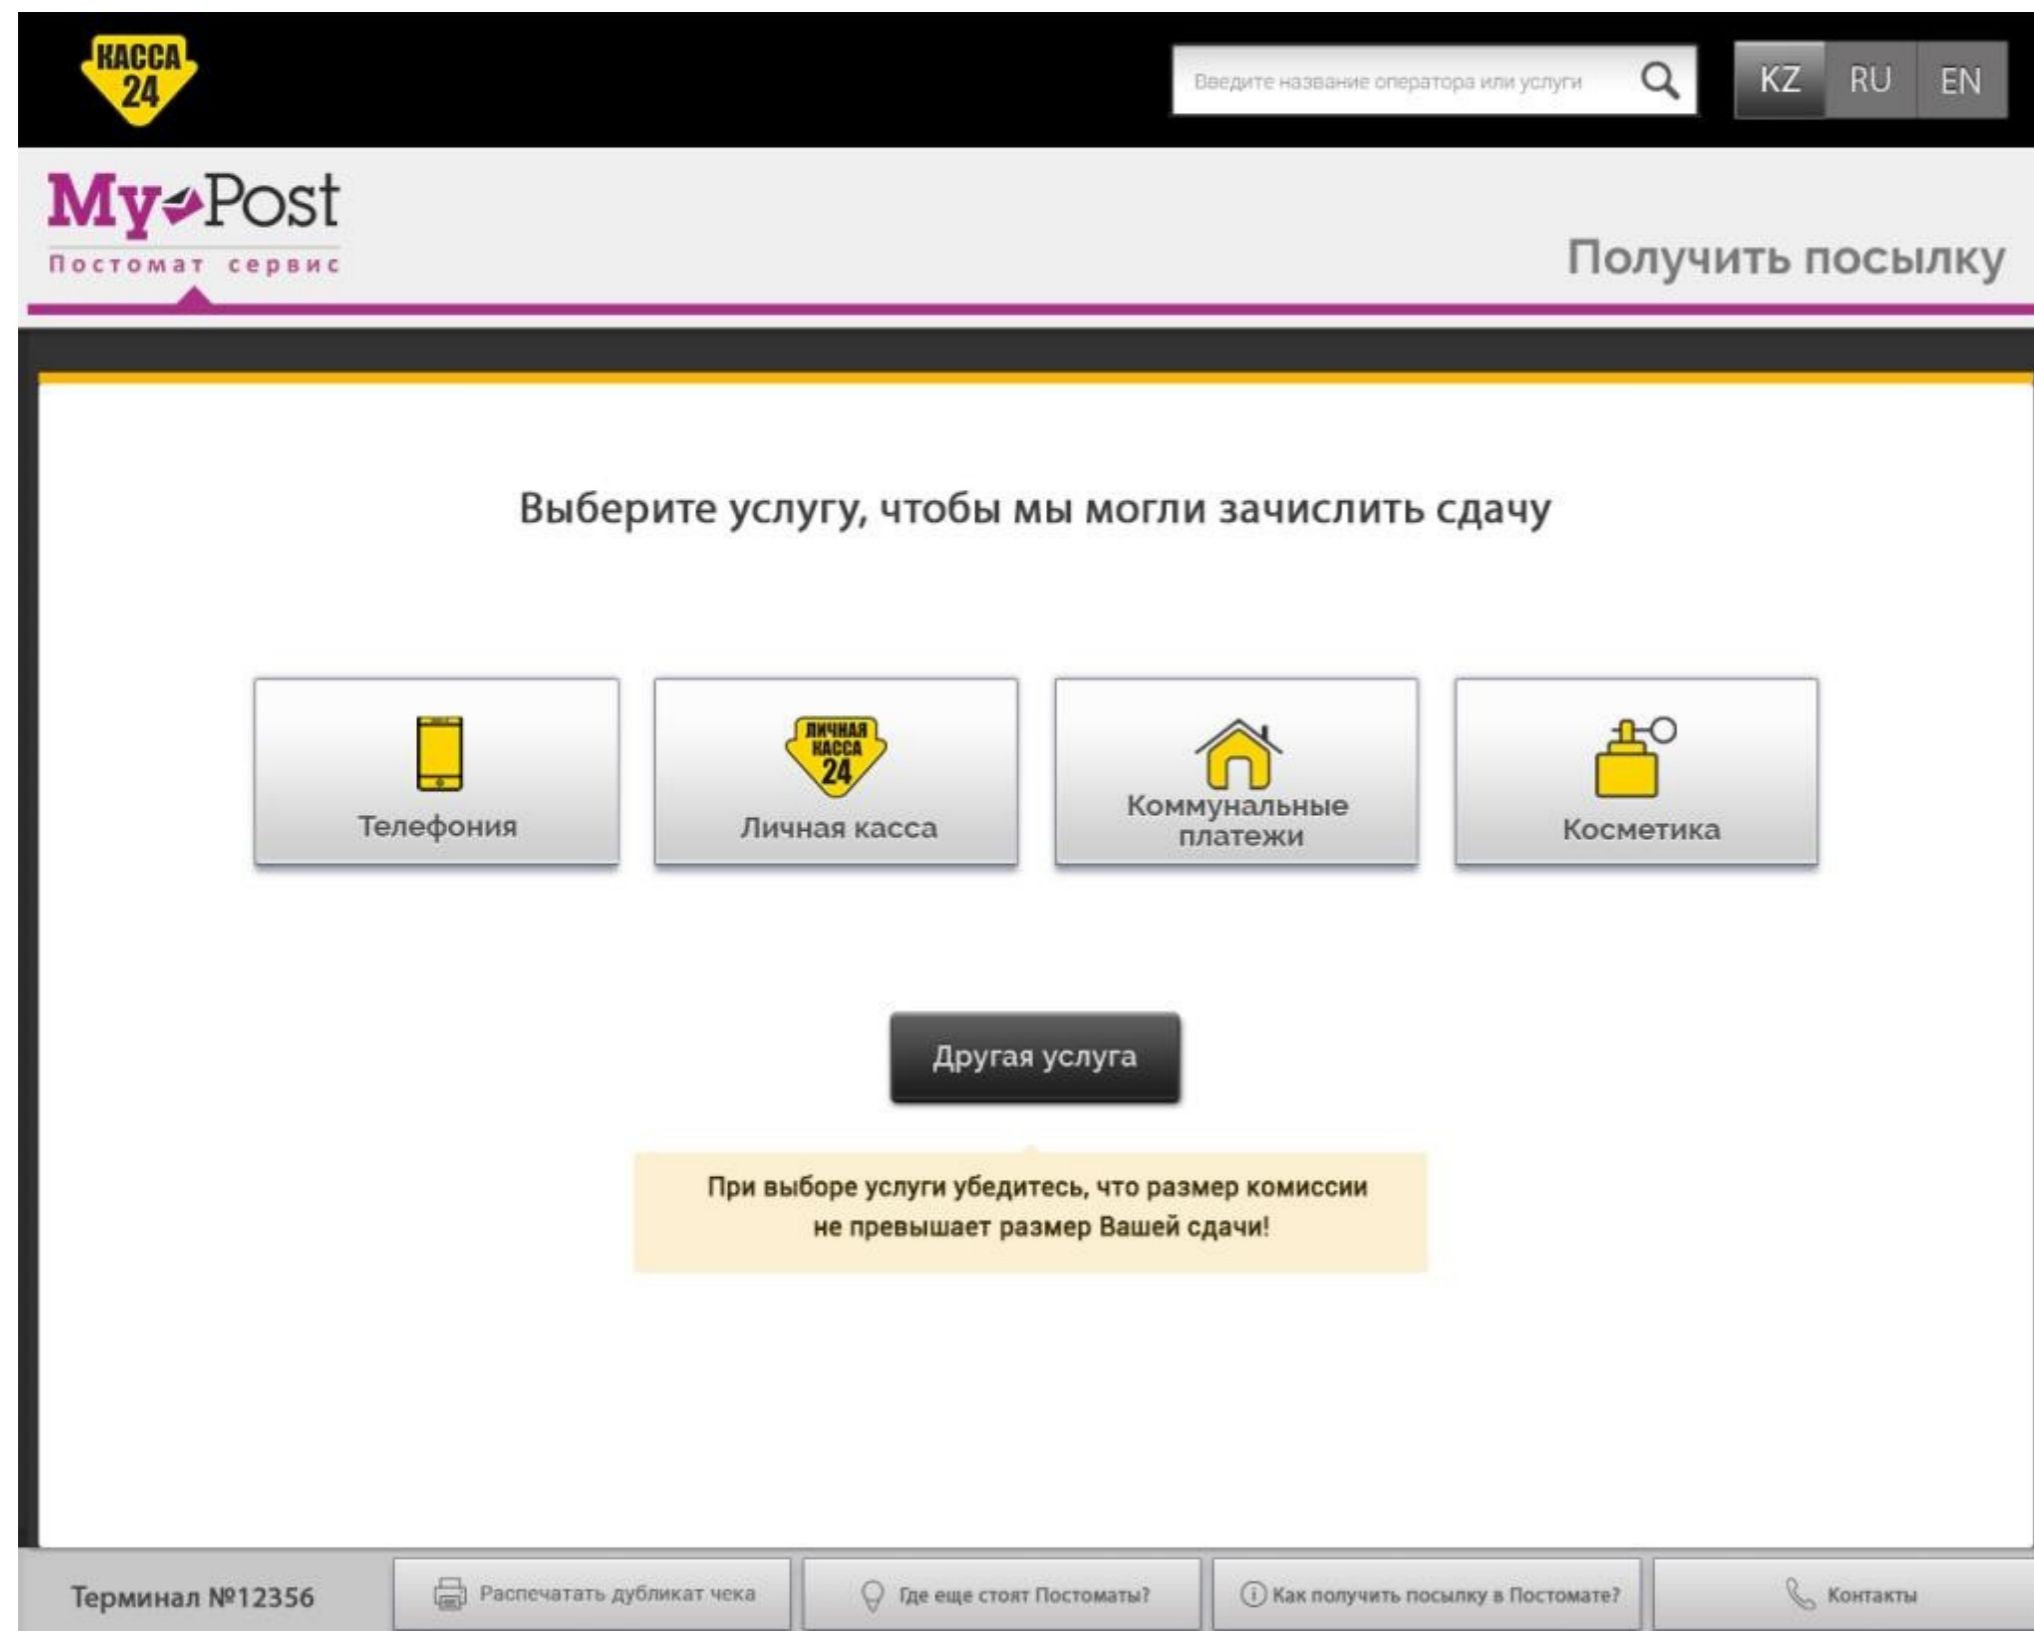 КАССА
24
Введите название оператора или услуги
KZ RU EN
My Post
Постомат сервис
Получить посылку
Выберите услугу, чтобы мы могли зачислить сдачу
Телефония
ЛИЧНАЯ
КАССА
24
Личная касса
Коммунальные
платежи
Косметика
Другая услуга
При выборе услуги убедитесь, что размер комиссии
не превышает размер Вашей сдачи!
Терминал №12356
Распечатать дубликат чека
Где еще стоят Постоматы?
Как получить посылку в Постомате?
Контакты